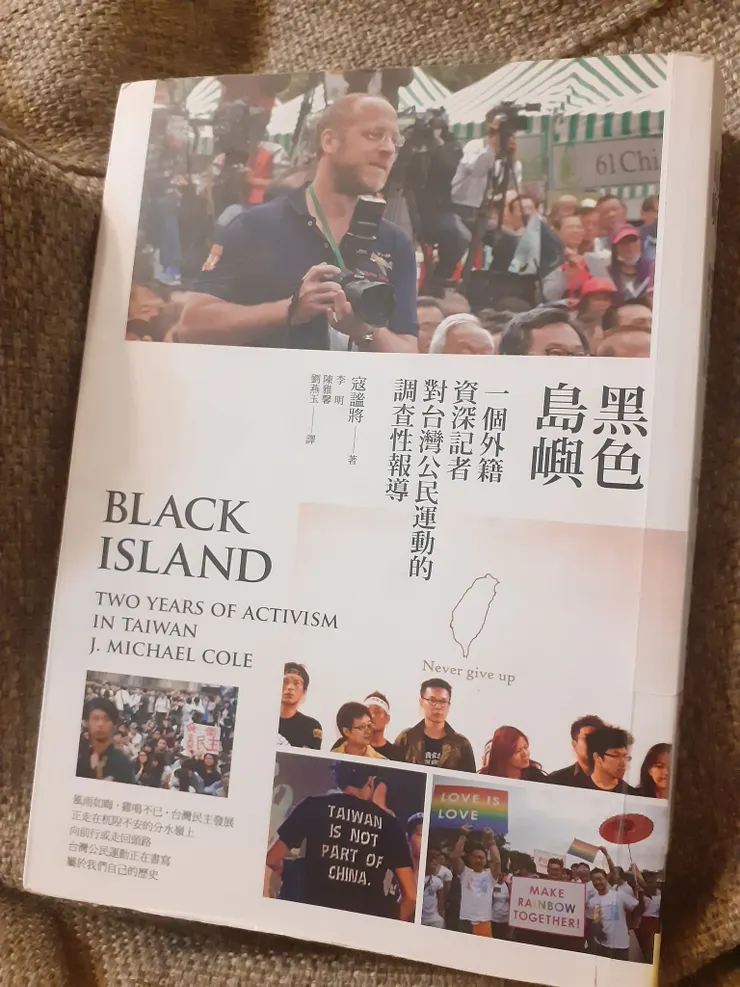 61 Chi
黑色
島嶼
一個外籍
資深記者
對台灣公民運動的
調查性報導
寇謐將——著
李 明
陳雅馨
劉燕玉——譯
BLACK
ISLAND
TWO YEARS OF ACTIVISM
IN TAIWAN
J. MICHAEL COLE
Never give up
民主
風雨如晦，雞鳴不已，台灣民主發展
正走在杌隉不安的分水嶺上
向前行或走回頭路
台灣公民運動正在書寫
屬於我們自己的歷史
TAIWAN
IS NOT
PART OF
CHINA.
LOVE IS
LOVE
MAKE
RAINBOW
TOGETHER!